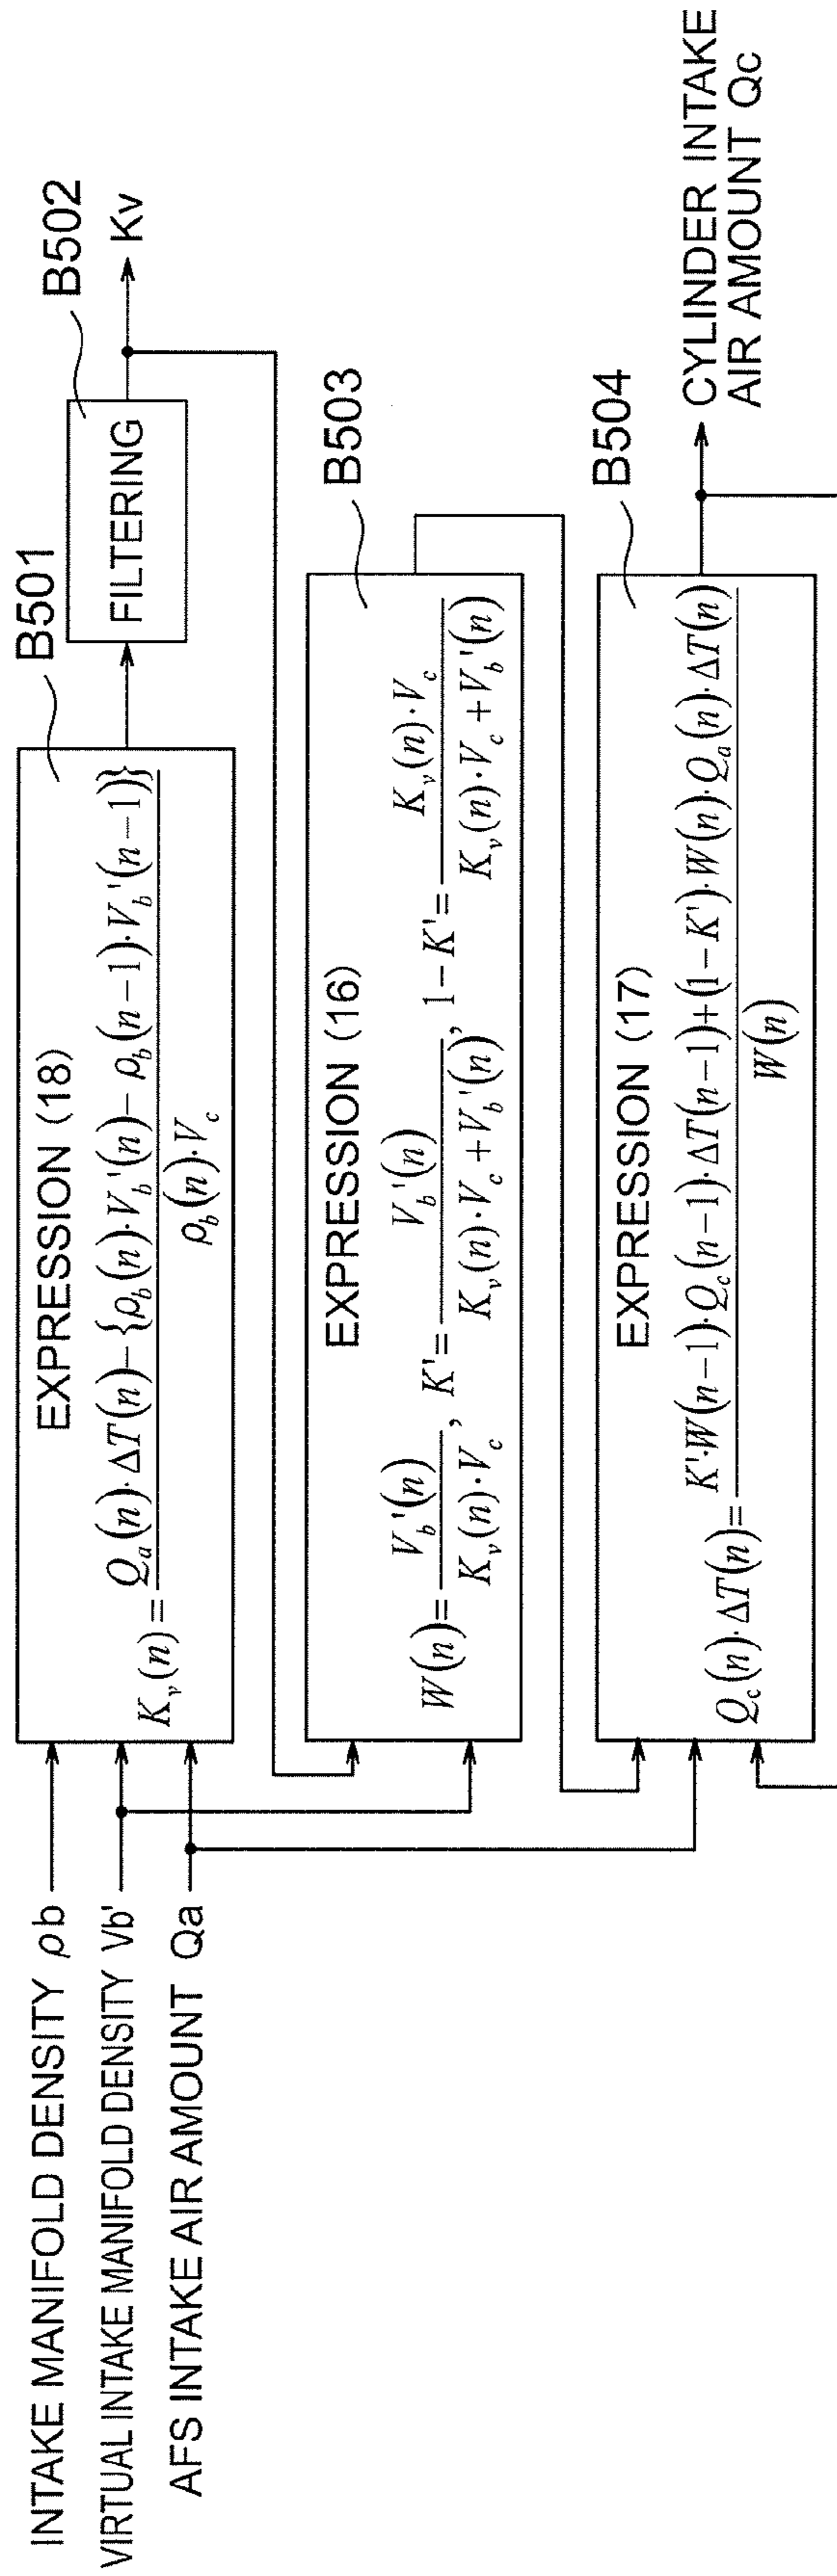 INTAKE MANIFOLD DENSITY ρb
VIRTUAL INTAKE MANIFOLD DENSITY Vb'
AFS INTAKE AIR AMOUNT Qa
B501
EXPRESSION (18)
K_v(n) = Q_a(n)·ΔT(n)−{ρ_b(n)·V_b'(n)−ρ_b(n−1)·V_b'(n−1)}
ρ_b(n)·V_c
B502
FILTERING
Kv
B503
EXPRESSION (16)
W(n)= V_b'(n) / K_v(n)·V_c , K'= V_b'(n) / K_v(n)·V_c+V_b'(n) , 1−K'= K_v(n)·V_c / K_v(n)·V_c+V_b'(n)
B504
EXPRESSION (17)
Q_c(n)·ΔT(n)= K'·W(n−1)·Q_c(n−1)·ΔT(n−1)+(1−K')·W(n)·Q_a(n)·ΔT(n)
W(n)
CYLINDER INTAKE
AIR AMOUNT Qc